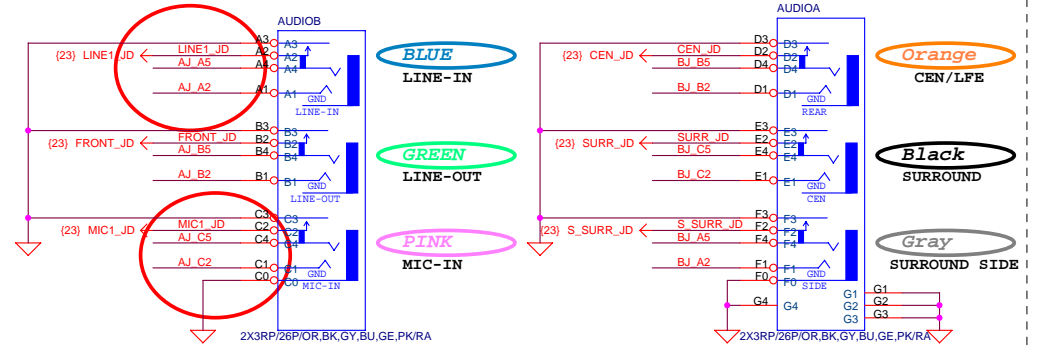 AUDIOB
A3 A3
{23} LINE1_JD LINE1_JD A2 A2
AJ_A5 A4 A4
AJ_A2 A1 A1
GND
LINE-IN
BLUE
LINE-IN
B3 B3
{23} FRONT_JD FRONT_JD B2 B2
AJ_B5 B4 B4
AJ_B2 B1 B1
GND
LINE-OUT
GREEN
LINE-OUT
C3 C3
{23} MIC1_JD MIC1_JD C2 C2
AJ_C5 C4 C4
AJ_C2 C1 C1
GND
C0 C0
MIC-IN
PINK
MIC-IN
2X3RP/26P/OR,BK,GY,BU,GE,PK/RA
AUDIOA
D3 D3
{23} CEN_JD CEN_JD D2 D2
BJ_B5 D4 D4
BJ_B2 D1 D1
GND
REAR
Orange
CEN/LFE
E3 E3
{23} SURR_JD SURR_JD E2 E2
BJ_C5 E4 E4
BJ_C2 E1 E1
GND
CEN
Black
SURROUND
F3 F3
{23} S_SURR_JD S_SURR_JD F2 F2
BJ_A5 F4 F4
BJ_A2 F1 F1
GND
F0 F0
SIDE
Gray
SURROUND SIDE
G4 G4
G1 G1
G2 G2
G3 G3
2X3RP/26P/OR,BK,GY,BU,GE,PK/RA